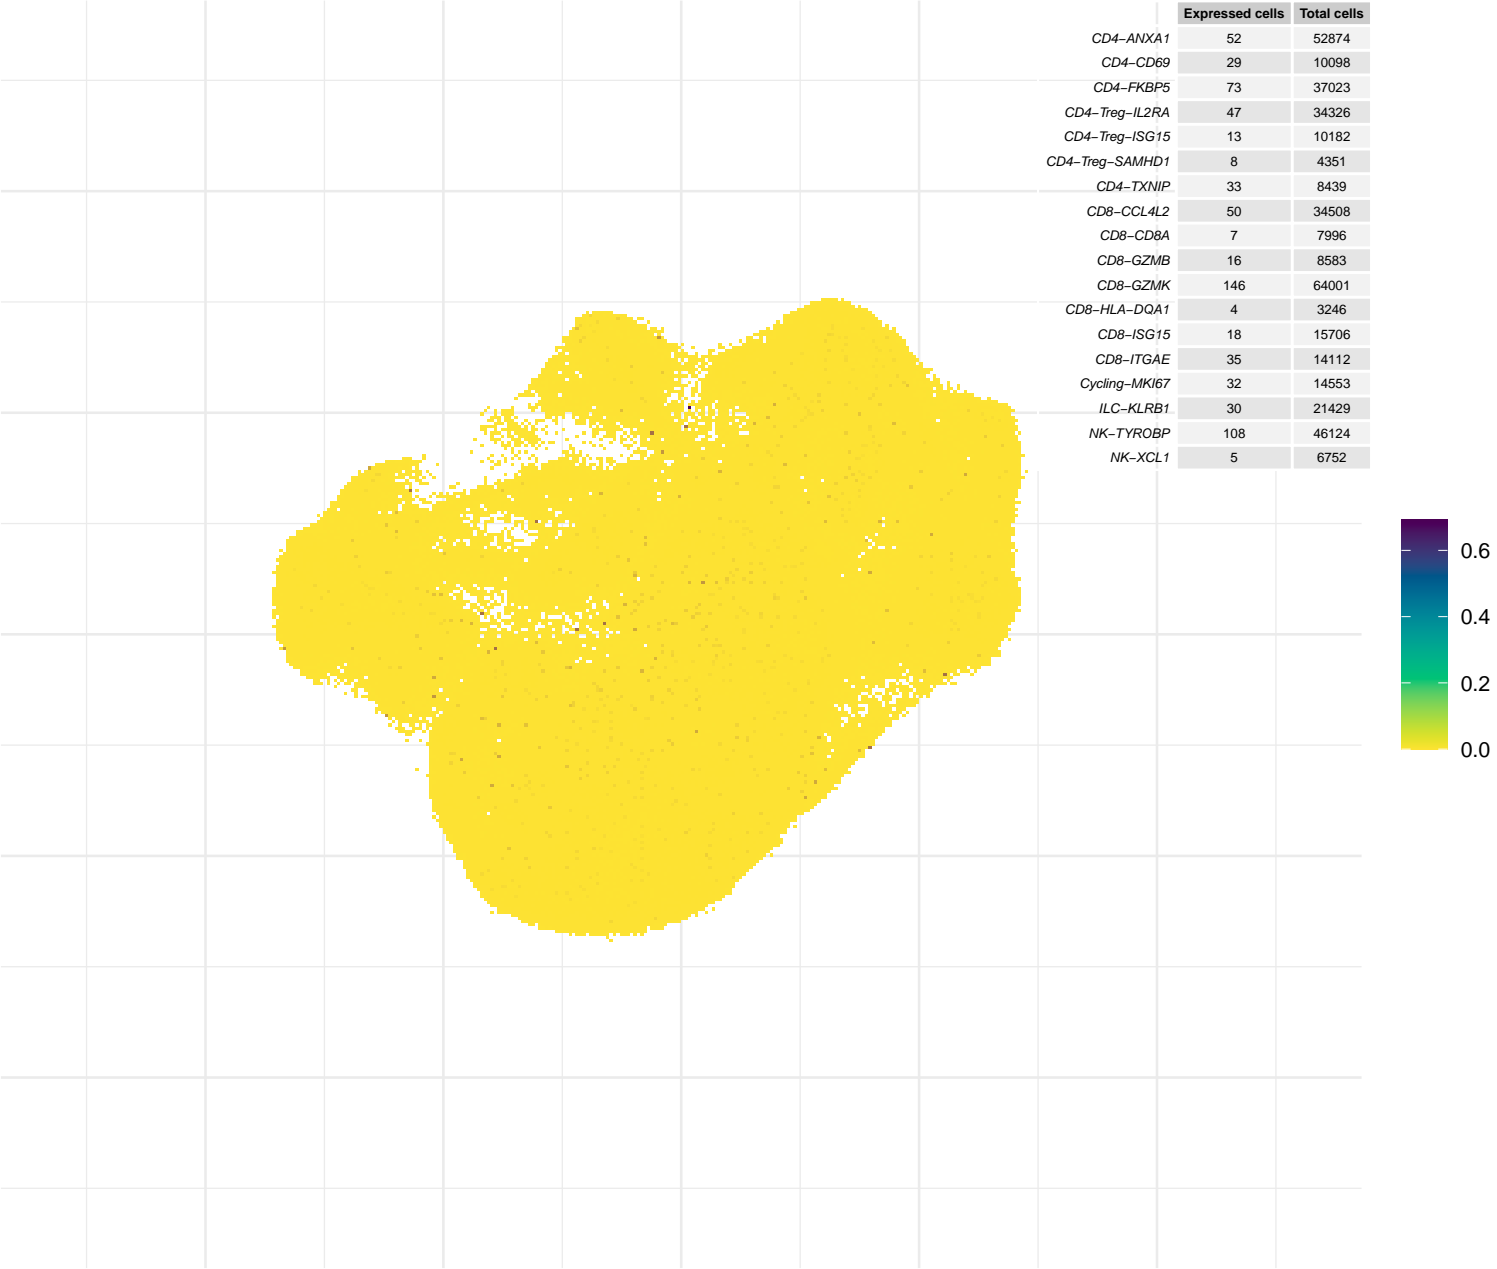 Expressed cells Total cells
CD4−ANXA1 52 52874
CD4−CD69 29 10098
CD4−FKBP5 73 37023
CD4−Treg−IL2RA 47 34326
CD4−Treg−ISG15 13 10182
CD4−Treg−SAMHD1 8 4351
CD4−TXNIP 33 8439
CD8−CCL4L2 50 34508
CD8−CD8A 7 7996
CD8−GZMB 16 8583
CD8−GZMK 146 64001
CD8−HLA−DQA1 4 3246
CD8−ISG15 18 15706
CD8−ITGAE 35 14112
Cycling−MKI67 32 14553
ILC−KLRB1 30 21429
NK−TYROBP 108 46124
NK−XCL1 5 6752
0.6
0.4
0.2
0.0